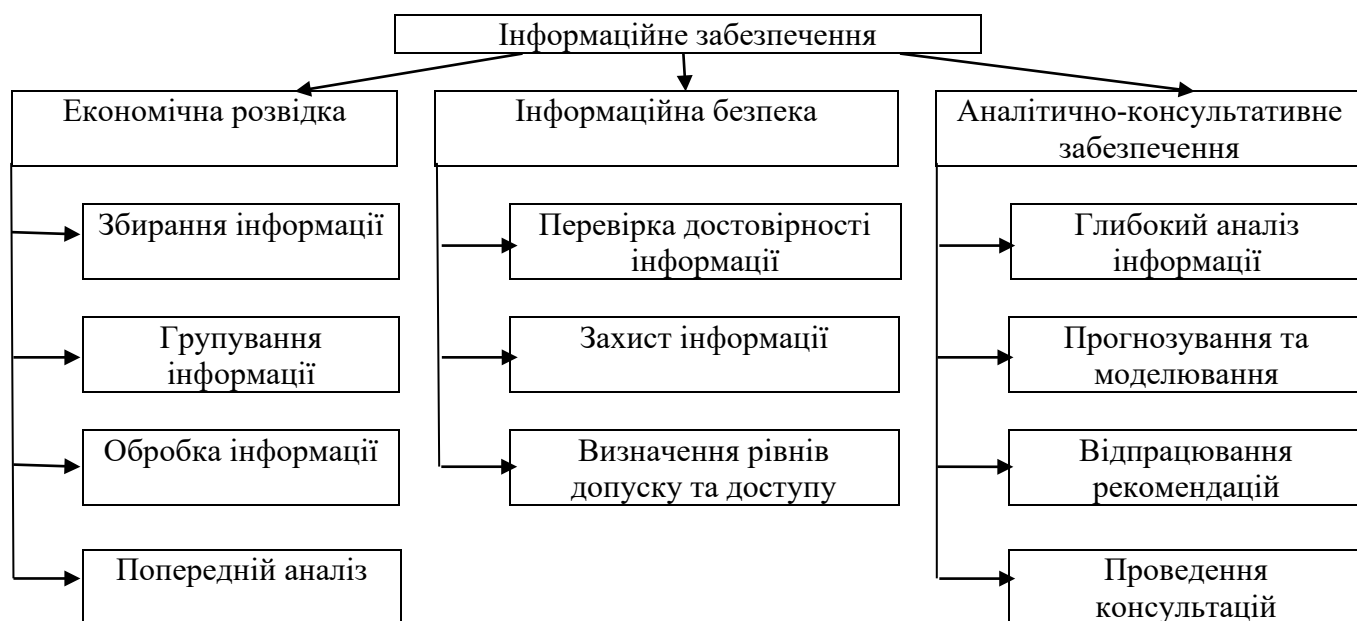 Інформаційне забезпечення
Економічна розвідка
Збирання інформації
Групування
інформації
Обробка інформації
Попередній аналіз
Інформаційна безпека
Перевірка достовірності
інформації
Захист інформації
Визначення рівнів
допуску та доступу
Аналітично-консультативне
забезпечення
Глибокий аналіз
інформації
Прогнозування та
моделювання
Відпрацювання
рекомендацій
Проведення
консультацій